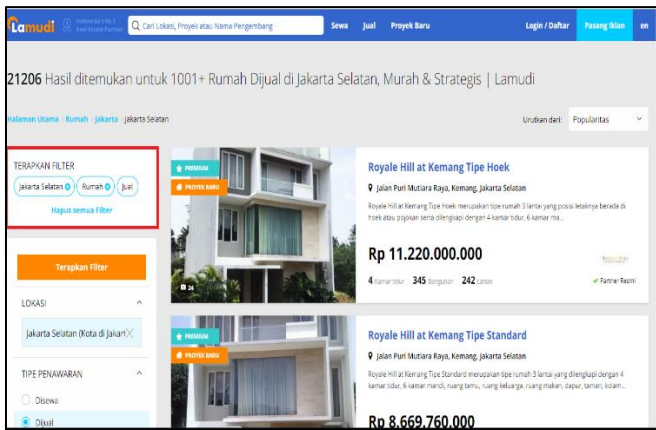 Lamudi
Indonesia's No.1
Real Estate Partner
Cari Lokasi, Proyek atau Nama Pengembang
Sewa
Jual
Proyek Baru
Login / Daftar
Pasang Iklan
en
21206 Hasil ditemukan untuk 1001+ Rumah Dijual di Jakarta Selatan, Murah & Strategis | Lamudi
Halaman Utama Rumah Jakarta Jakarta Selatan
Urutkan dari:
Popularitas
TERAPKAN FILTER
Jakarta Selatan
Rumah
Jual
Hapus semua Filter
Terapkan Filter
LOKASI
Jakarta Selatan (Kota di Jakart
TIPE PENAWARAN
Disewa
Dijual
PREMIUM
PROYEK BARU
24
Royale Hill at Kemang Tipe Hoek
Jalan Puri Mutiara Raya, Kemang, Jakarta Selatan
Royale Hill at Kemang Tipe Hoek merupakan tipe rumah 3 lantai yang posisi letaknya berada di
hoek atau pojokan serta dilengkapi dengan 4 kamar tidur, 6 kamar ma...
Rp 11.220.000.000
4 kamar tidur 345 Bangunan 242 Lahan
Partner Resmi
PREMIUM
PROYEK BARU
Royale Hill at Kemang Tipe Standard
Jalan Puri Mutiara Raya, Kemang, Jakarta Selatan
Royale Hill at Kemang Tipe Standard merupakan tipe rumah 3 lantai yang dilengkapi dengan 4
kamar tidur, 6 kamar mandi, ruang tamu, ruang keluarga, ruang makan, dapur, taman, kolam...
Rp 8.669.760.000